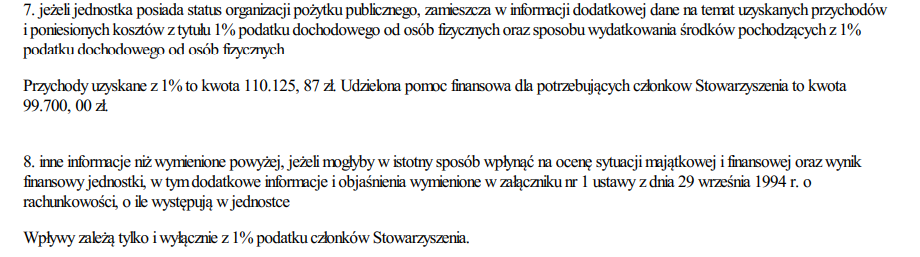 7. jeżeli jednostka posiada status organizacji pożytku publicznego, zamieszcza w informacji dodatkowej dane na temat uzyskanych przychodów
i poniesionych kosztów z tytułu 1% podatku dochodowego od osób fizycznych oraz sposobu wydatkowania środków pochodzących z 1%
podatku dochodowego od osób fizycznych
Przychody uzyskane z 1% to kwota 110.125, 87 zł. Udzielona pomoc finansowa dla potrzebujących członkow Stowarzyszenia to kwota
99.700, 00 zł.
8. inne informacje niż wymienione powyżej, jeżeli mogłyby w istotny sposób wpłynąć na ocenę sytuacji majątkowej i finansowej oraz wynik
finansowy jednostki, w tym dodatkowe informacje i objaśnienia wymienione w załączniku nr 1 ustawy z dnia 29 września 1994 r. o
rachunkowości, o ile występują w jednostce
Wpływy zależą tylko i wyłącznie z 1% podatku członków Stowarzyszenia.